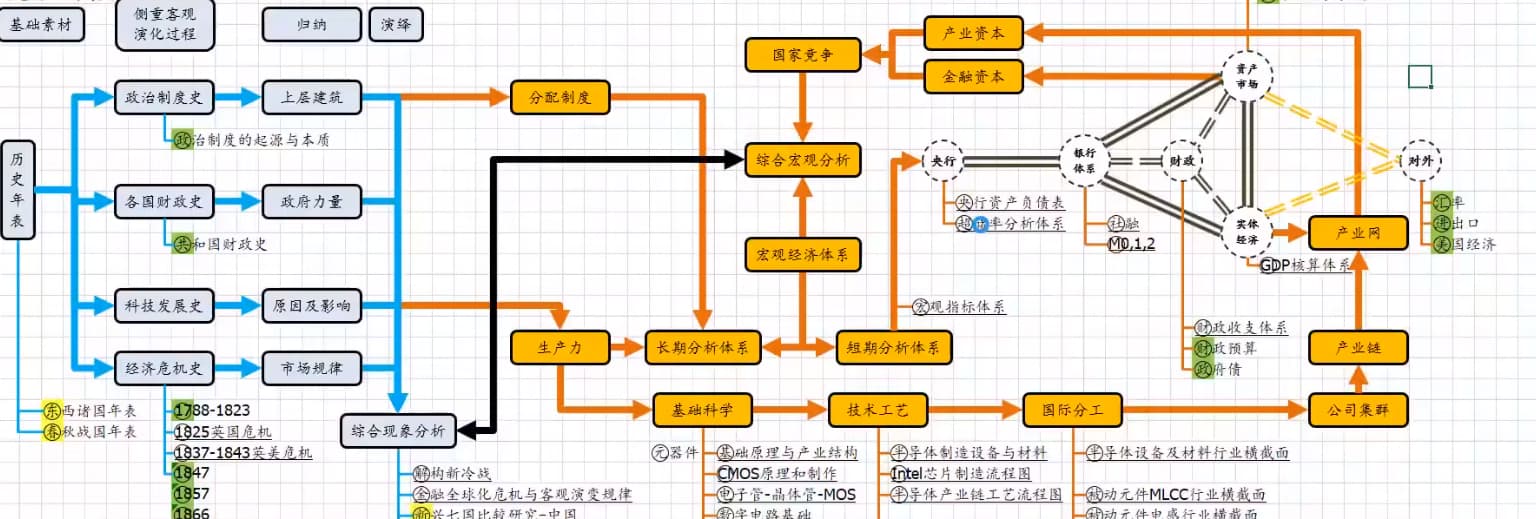 基础素材
侧重客观
演化过程
归纳
演绎
产业资本
国家竞争
金融资本
资产
市场
政治制度史
上层建筑
分配制度
政治制度的起源与本质
历史年表
综合宏观分析
央行
银行
体系
财政
对外
各国财政史
政府力量
共和国财政史
央行资产负债表
社融
M0,1,2
汇率
进出口
美国经济
实体
经济
产业网
GDP核算体系
宏观经济体系
科技发展史
原因及影响
宏观指标体系
生产力
长期分析体系
短期分析体系
财政收支体系
财政预算
政府债
产业链
经济危机史
市场规律
东西诸国年表
春秋战国年表
1788-1823
1825英国危机
1837-1843英美危机
1847
1857
1866
综合现象分析
解构新冷战
金融全球化危机与客观演变规律
新兴七国比较研究-中国
基础科学
技术工艺
国际分工
公司集群
元器件
基础原理与产业结构
CMOS原理和制作
电子管-晶体管-MOS
数字电路基础
半导体制造设备与材料
Intel芯片制造流程图
半导体产业链工艺流程图
半导体设备及材料行业横截面
被动元件MLCC行业横截面
被动元件电感行业横截面